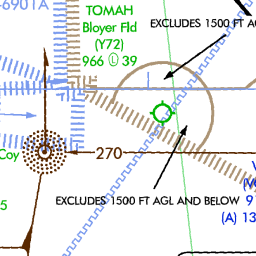 -6901A
TOMAH
Bloyer Fld
(Y72)
966 Ⓛ 39
EXCLUDES 1500 FT AG
Coy
270
5
EXCLUDES 1500 FT AGL AND BELOW
9
(A) 13